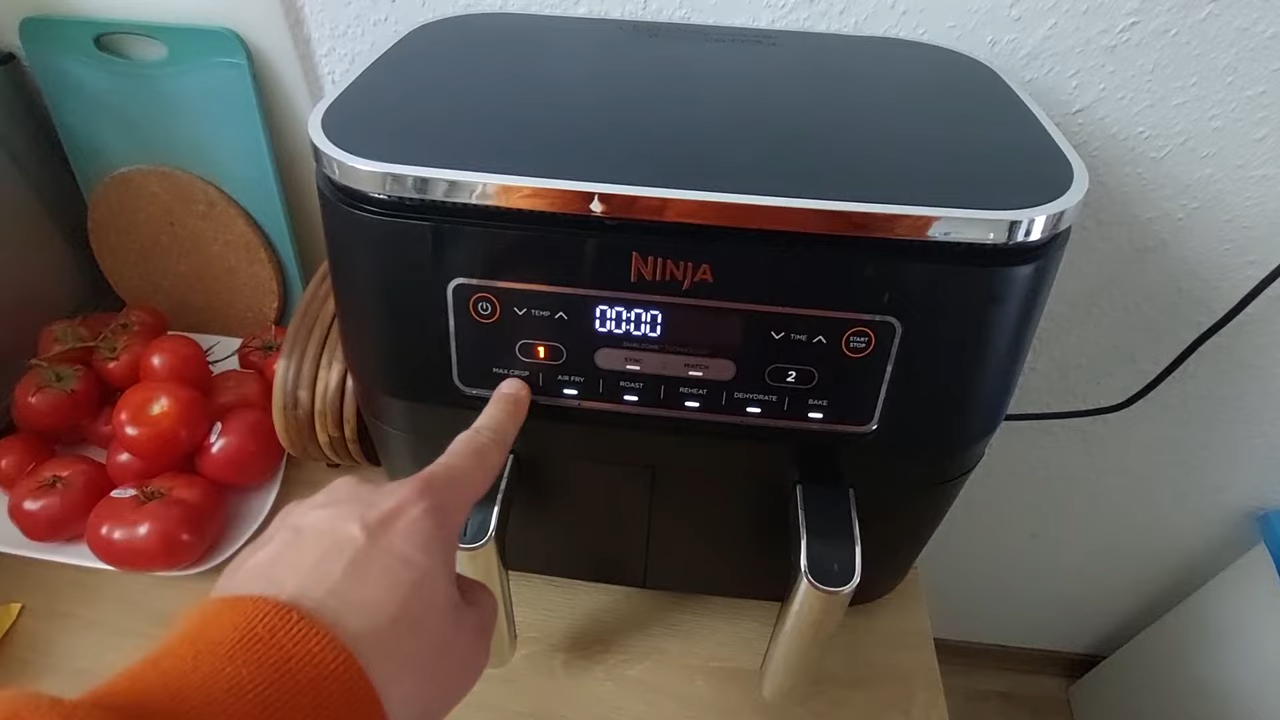 NINJA
TEMP
00:00
TIME
START
STOP
1
SYNC
MATCH
2
MAX CRISP
AIR FRY
ROAST
REHEAT
DEHYDRATE
BAKE